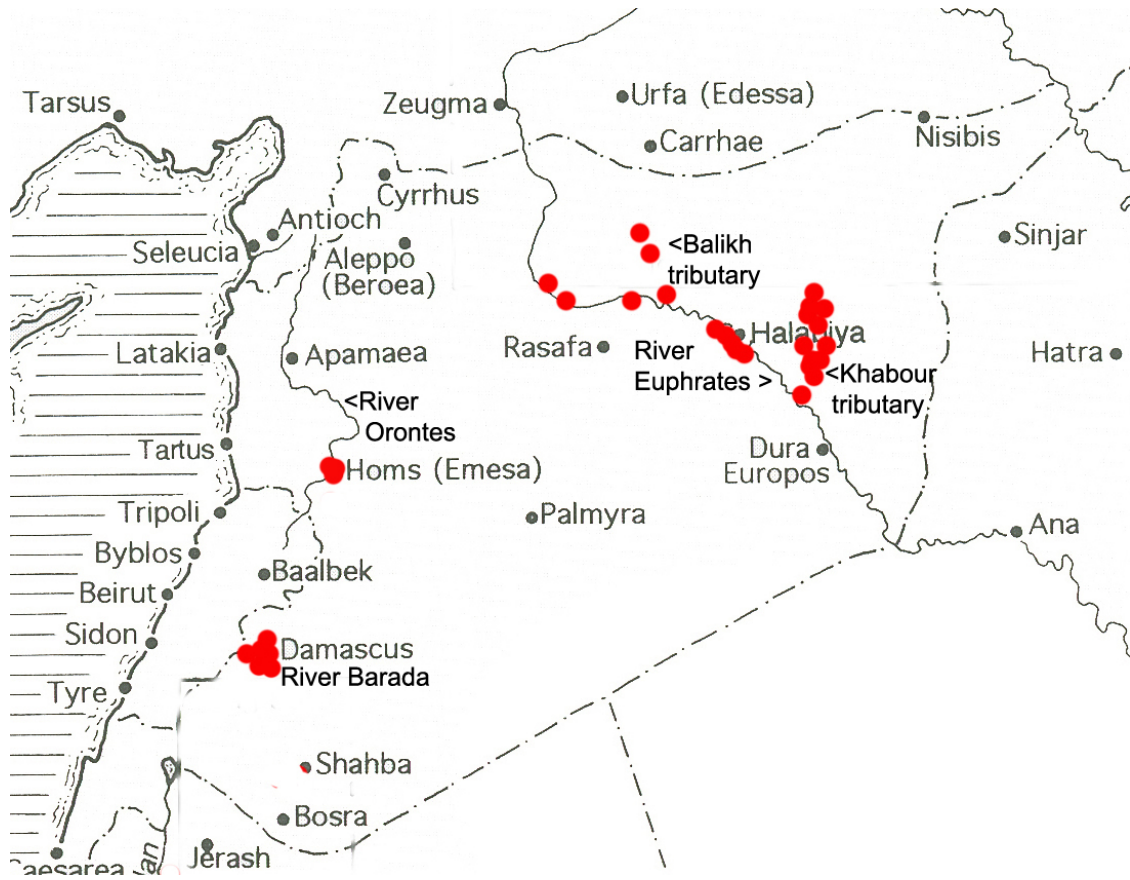 Tarsus
Zeugma
Urfa (Edessa)
Carrhae
Nisibis
Cyrrhus
Antioch
Seleucia
Aleppo
(Beroea)
<Balikh
tributary
Sinjar
Latakia
Apamaea
Rasafa
Halabiya
River
Euphrates >
Hatra
<Khabour
tributary
<River
Orontes
Tartus
Homs (Emesa)
Dura
Europos
Tripoli
Palmyra
Ana
Byblos
Baalbek
Beirut
Sidon
Damascus
River Barada
Tyre
Shahba
Bosra
Jerash
Caesarea